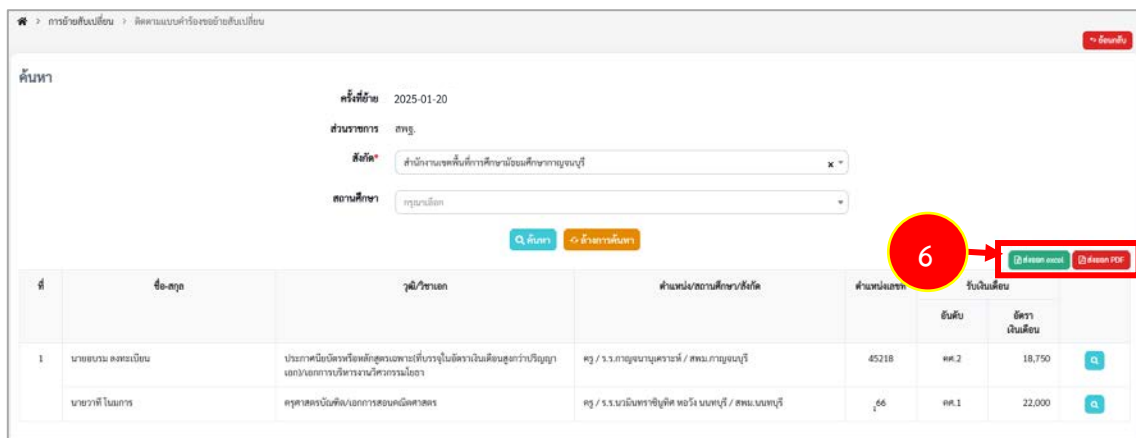 > การย้ายสับเปลี่ยน > ติดตามแบบคำร้องขอย้ายสับเปลี่ยน
ย้อนกลับ
ค้นหา
ครั้งที่ย้าย 2025-01-20
ส่วนราชการ สพฐ.
สังกัด* สำนักงานเขตพื้นที่การศึกษามัธยมศึกษากาญจนบุรี
สถานศึกษา กรุณาเลือก
ค้นหา ล้างการค้นหา
6
ส่งออก excel ส่งออก PDF
ที่ ชื่อ-สกุล วุฒิ/วิชาเอก ตำแหน่ง/สถานศึกษา/สังกัด ตำแหน่งเลขที่ รับเงินเดือน
อันดับ อัตรา
เงินเดือน
1 นายอบรม ลงทะเบียน ประกาศนียบัตรหรือหลักสูตรเฉพาะ(ที่บรรจุในอัตราเงินเดือนสูงกว่าปริญญา ครู / ร.ร.กาญจนานุเคราะห์ / สพม.กาญจนบุรี 45218 คศ.2 18,750
เอก)/เอกการบริหารงานวิศวกรรมโยธา
นายวาที ในมการ ครุศาสตรบัณฑิต/เอกการสอนคณิตศาสตร์ ครู / ร.ร.นวมินทราชินูทิศ หอวัง นนทบุรี / สพม.นนทบุรี 66 คศ.1 22,000